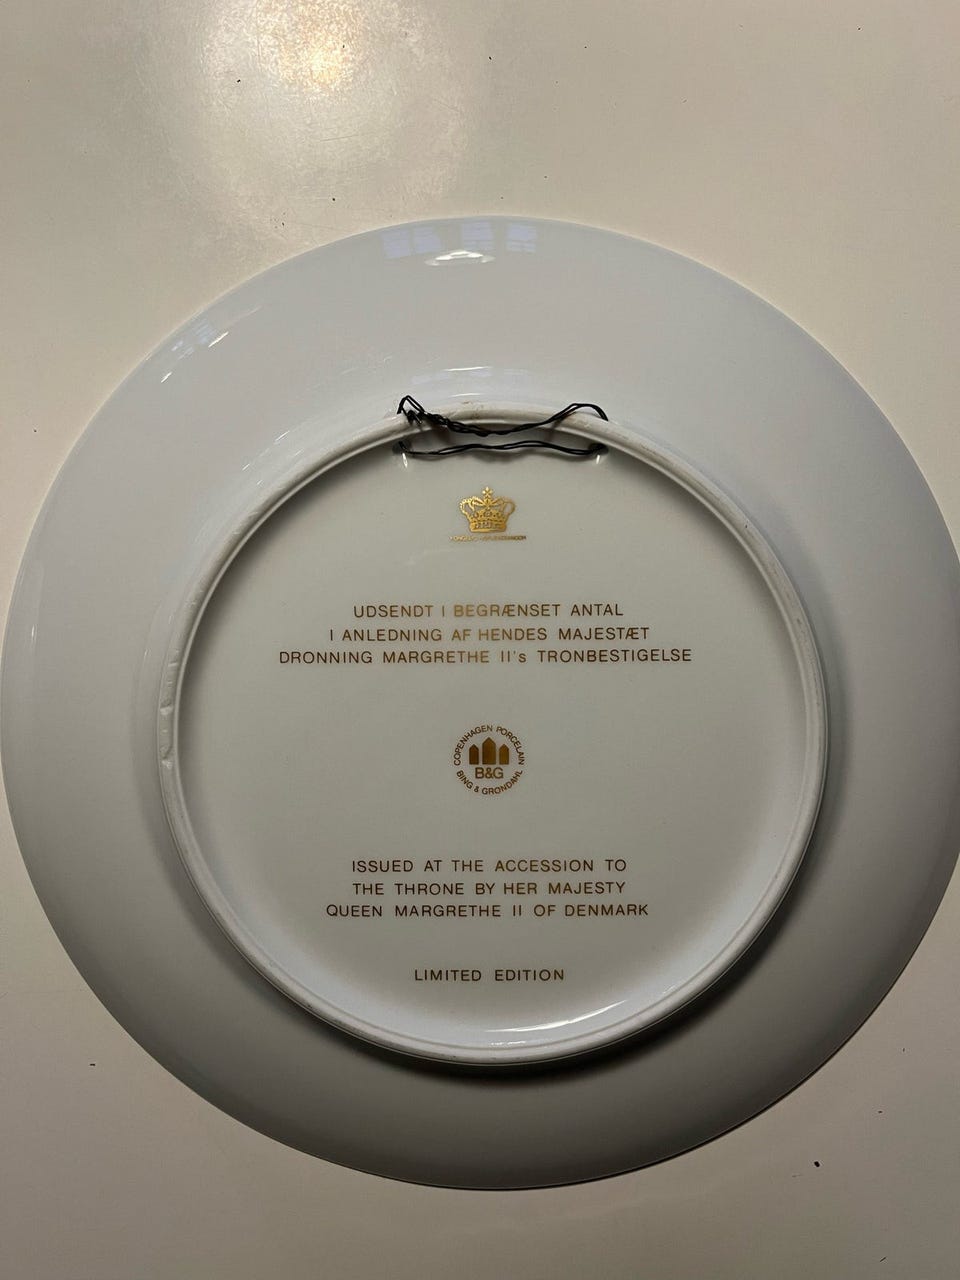 UDSENDT I BEGRÆNSET ANTAL
I ANLEDNING AF HENDES MAJESTÆT
DRONNING MARGRETHE II's TRONBESTIGELSE
COPENHAGEN PORCELAIN
B&G
BING & GRONDAHL
ISSUED AT THE ACCESSION TO
THE THRONE BY HER MAJESTY
QUEEN MARGRETHE II OF DENMARK
LIMITED EDITION